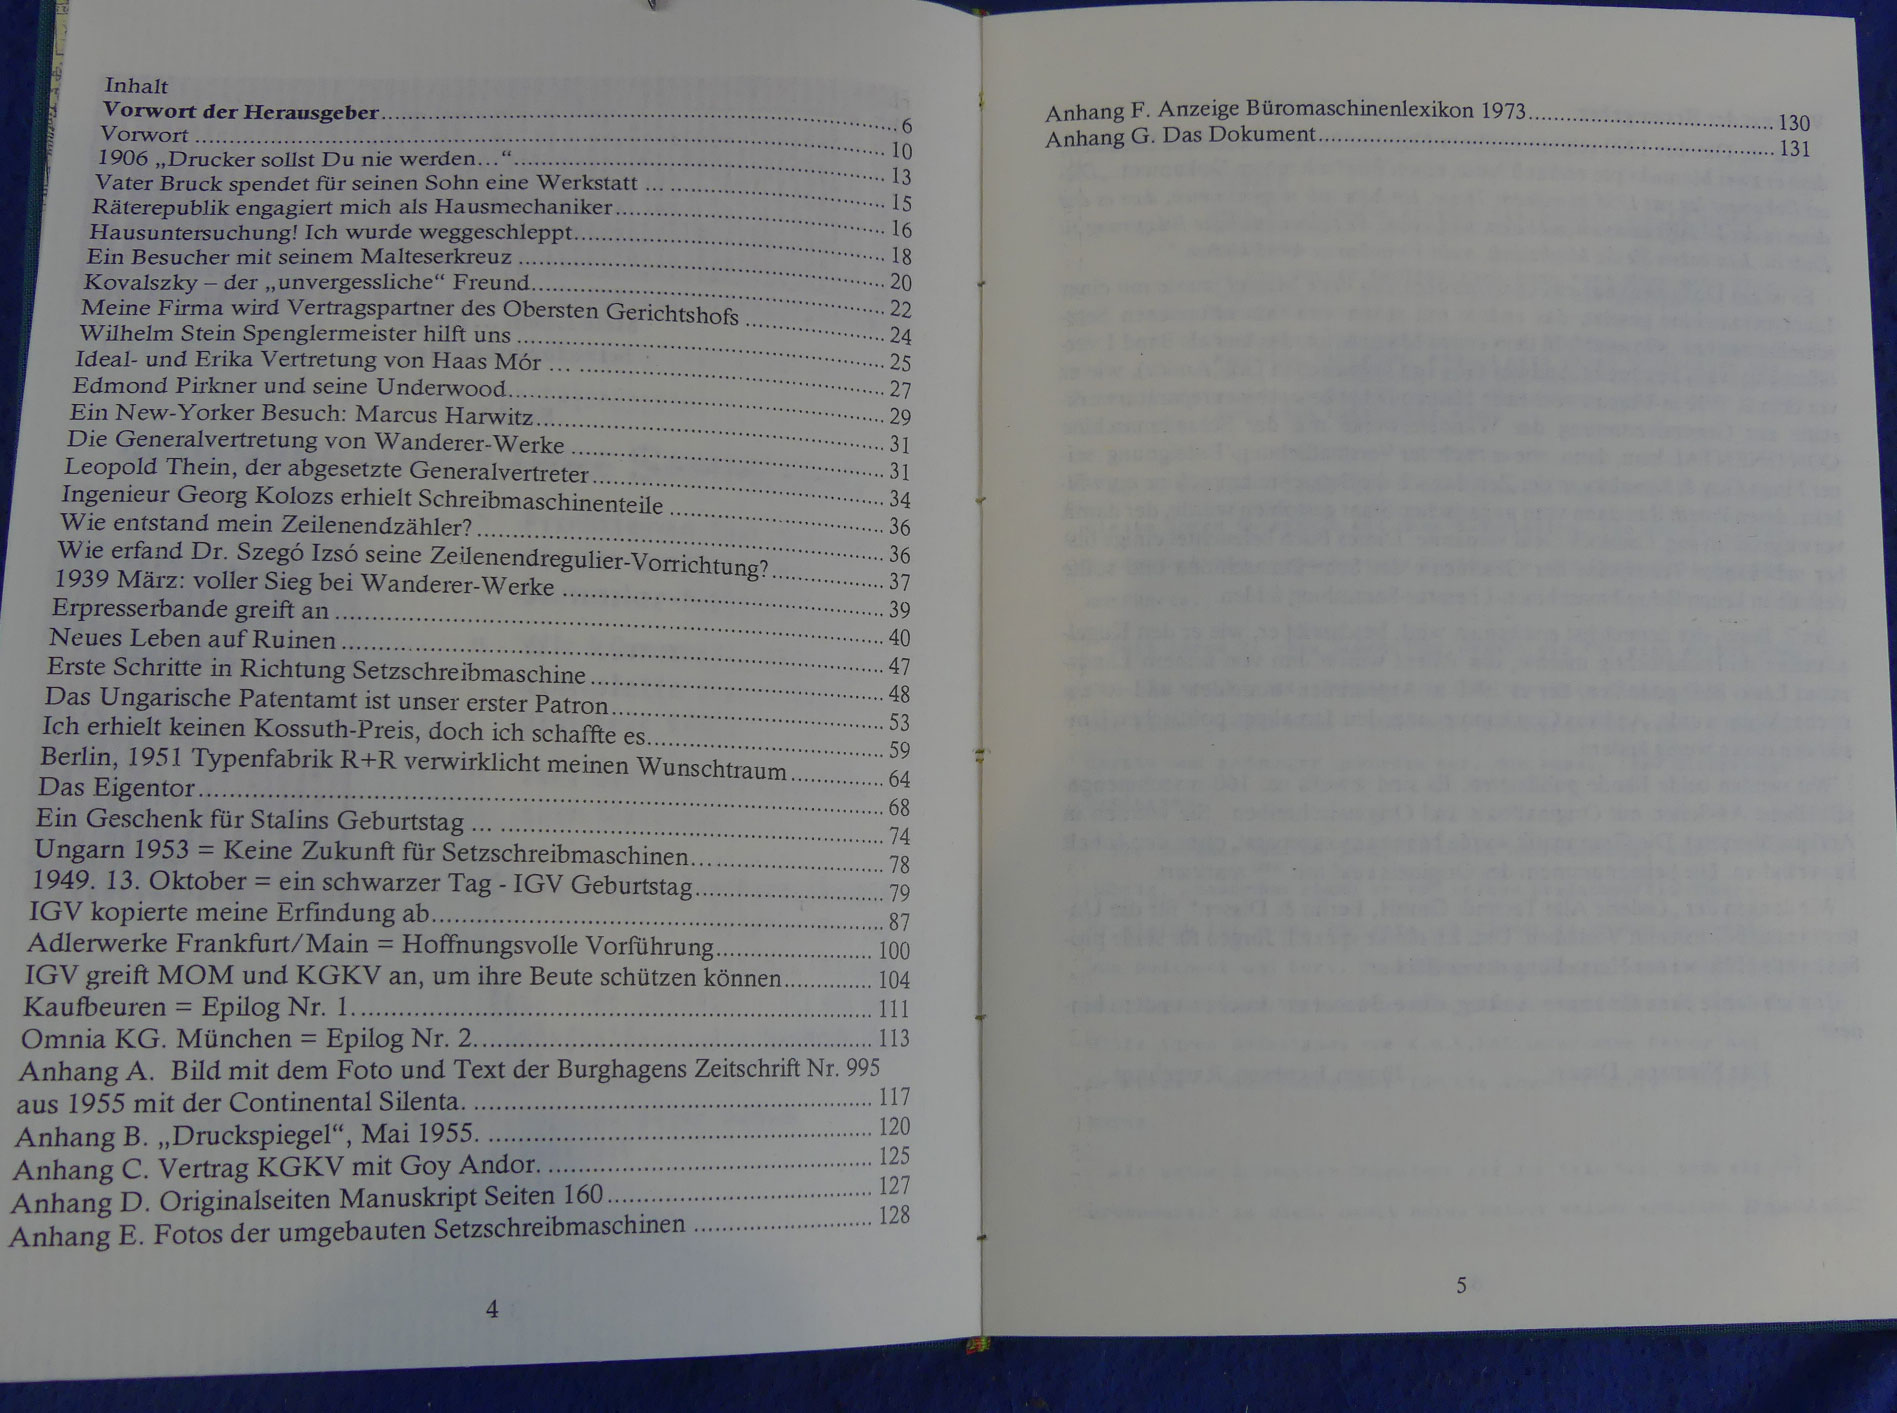 Inhalt
Vorwort der Herausgeber..........6
Vorwort ..........10
1906 „Drucker sollst Du nie werden...“..........13
Vater Bruck spendet für seinen Sohn eine Werkstatt ... ..........15
Räterepublik engagiert mich als Hausmechaniker..........16
Hausuntersuchung! Ich wurde weggeschleppt..........18
Ein Besucher mit seinem Malteserkreuz ..........20
Kovalszky – der „unvergessliche“ Freund..........22
Meine Firma wird Vertragspartner des Obersten Gerichtshofs ..........24
Wilhelm Stein Spenglermeister hilft uns ..........25
Ideal- und Erika Vertretung von Haas Mór ... ..........27
Edmond Pirkner und seine Underwood..........29
Ein New-Yorker Besuch: Marcus Harwitz..........31
Die Generalvertretung von Wanderer-Werke ..........31
Leopold Thein, der abgesetzte Generalvertreter..........34
Ingenieur Georg Kolozs erhielt Schreibmaschinenteile ..........36
Wie entstand mein Zeilenendzähler?..........36
Wie erfand Dr. Szegó Izsó seine Zeilenendregulier-Vorrichtung?..........37
1939 März: voller Sieg bei Wanderer-Werke ..........39
Erpresserbande greift an ..........40
Neues Leben auf Ruinen ..........47
Erste Schritte in Richtung Setzschreibmaschine ..........48
Das Ungarische Patentamt ist unser erster Patron..........53
Ich erhielt keinen Kossuth-Preis, doch ich schaffte es..........59
Berlin, 1951 Typenfabrik R+R verwirklicht meinen Wunschtraum ..........64
Das Eigentor..........68
Ein Geschenk für Stalins Geburtstag ... ..........74
Ungarn 1953 = Keine Zukunft für Setzschreibmaschinen..........78
1949. 13. Oktober = ein schwarzer Tag - IGV Geburtstag..........79
IGV kopierte meine Erfindung ab..........87
Adlerwerke Frankfurt/Main = Hoffnungsvolle Vorführung..........100
IGV greift MOM und KGKV an, um ihre Beute schützen können..........104
Kaufbeuren = Epilog Nr. 1..........111
Omnia KG. München = Epilog Nr. 2..........113
Anhang A. Bild mit dem Foto und Text der Burghagens Zeitschrift Nr. 995
aus 1955 mit der Continental Silenta. ..........117
Anhang B. „Druckspiegel“, Mai 1955. ..........120
Anhang C. Vertrag KGKV mit Goy Andor. ..........125
Anhang D. Originalseiten Manuskript Seiten 160..........127
Anhang E. Fotos der umgebauten Setzschreibmaschinen ..........128
4
Anhang F. Anzeige Büromaschinenlexikon 1973..........130
Anhang G. Das Dokument..........131
5